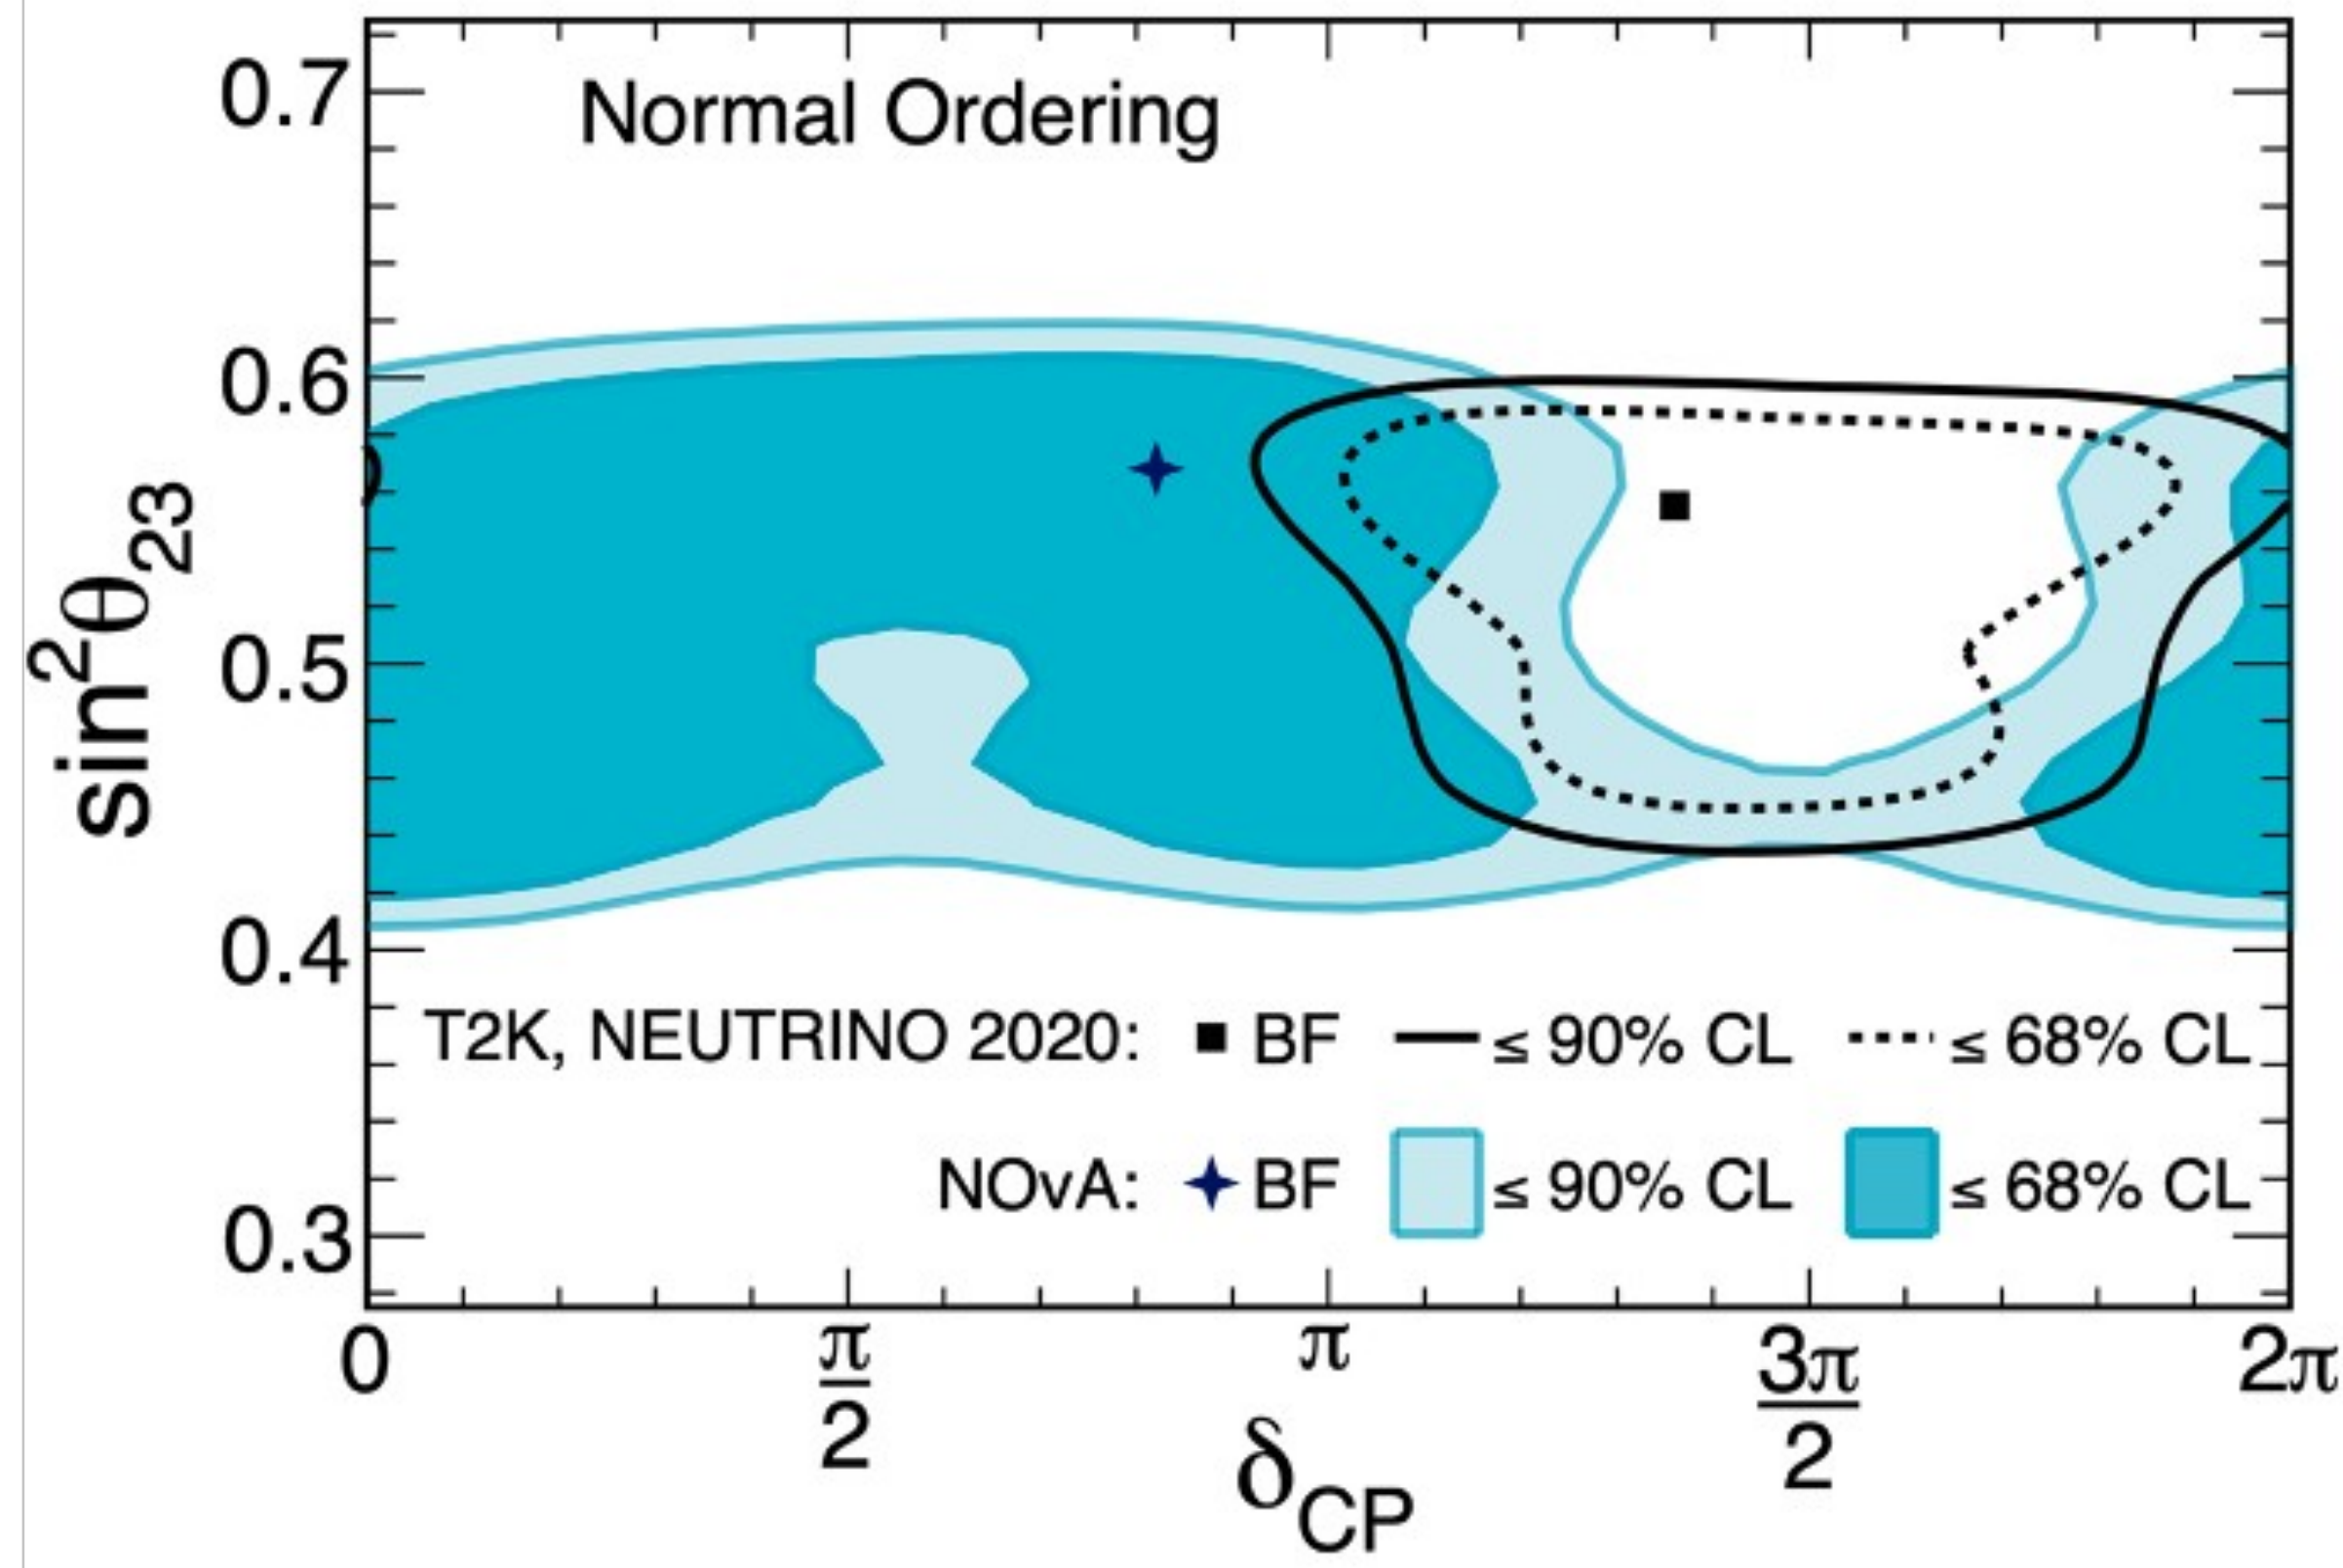 Normal Ordering
0.7
0.6
0.5
0.4
0.3
sin²θ₂₃
T2K, NEUTRINO 2020: BF ≤ 90% CL ≤ 68% CL
NOvA: BF ≤ 90% CL ≤ 68% CL
0 π/2 π 3π/2 2π
δCP